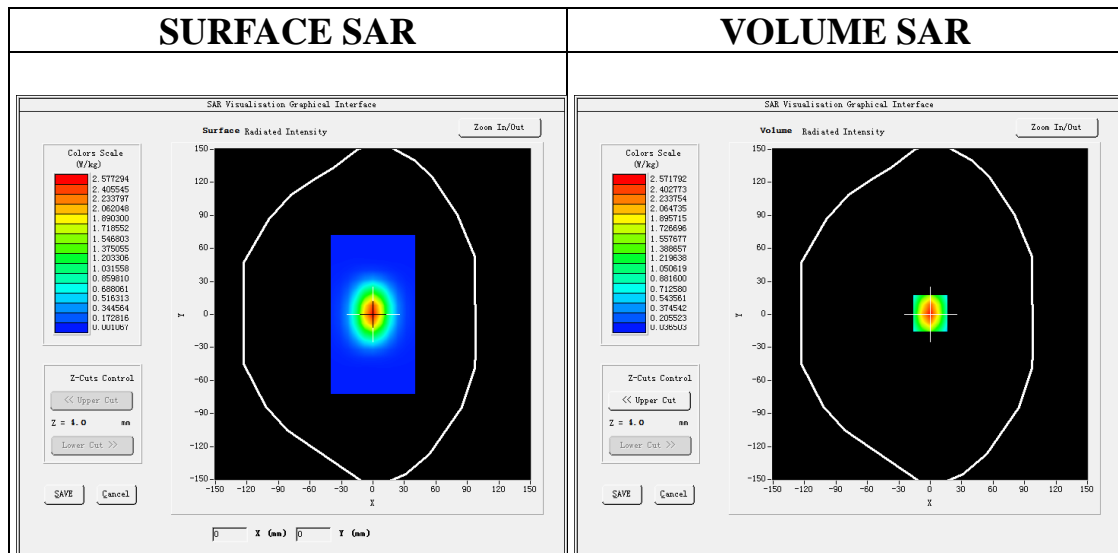 SURFACE SAR
VOLUME SAR
SAR Visualisation Graphical Interface
Surface Radiated Intensity
Zoom In/Out
Colors Scale
(W/kg)
2.577294
2.405545
2.233797
2.062048
1.890300
1.718552
1.546803
1.375055
1.203306
1.031558
0.859810
0.688061
0.516313
0.344564
0.172816
0.001067
Z-Cuts Control
<< Upper Cut
Z = 4.0 mm
Lower Cut >>
SAVE Cancel
150
120
90
60
30
0
-30
-60
-90
-120
-150
Y
-150 -120 -90 -60 -30 0 30 60 90 120 150
X
0 X (mm) 0 Y (mm)
SAR Visualisation Graphical Interface
Volume Radiated Intensity
Zoom In/Out
Colors Scale
(W/kg)
2.571792
2.402773
2.233754
2.064735
1.895715
1.726696
1.557677
1.388657
1.219638
1.050619
0.881600
0.712580
0.543561
0.374542
0.205523
0.036503
Z-Cuts Control
<< Upper Cut
Z = 4.0 mm
Lower Cut >>
SAVE Cancel
150
120
90
60
30
0
-30
-60
-90
-120
-150
Y
-150 -120 -90 -60 -30 0 30 60 90 120 150
X